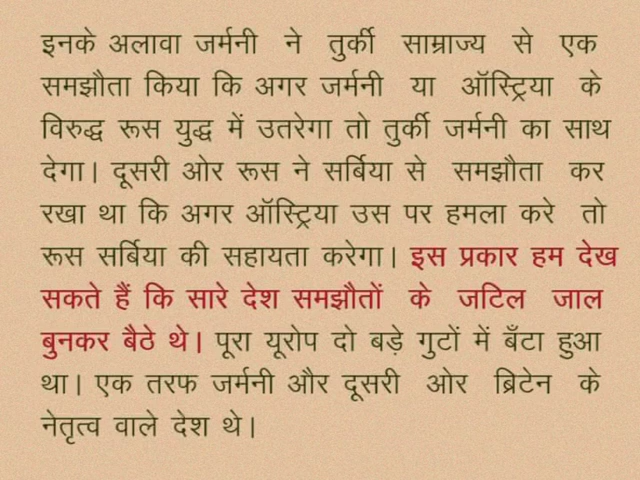 इनके अलावा जर्मनी ने तुर्की साम्राज्य से एक
समझौता किया कि अगर जर्मनी या ऑस्ट्रिया के
विरुद्ध रूस युद्ध में उतरेगा तो तुर्की जर्मनी का साथ
देगा। दूसरी ओर रूस ने सर्बिया से समझौता कर
रखा था कि अगर ऑस्ट्रिया उस पर हमला करे तो
रूस सर्बिया की सहायता करेगा। इस प्रकार हम देख
सकते हैं कि सारे देश समझौतों के जटिल जाल
बुनकर बैठे थे। पूरा यूरोप दो बड़े गुटों में बँटा हुआ
था। एक तरफ जर्मनी और दूसरी ओर ब्रिटेन के
नेतृत्व वाले देश थे।